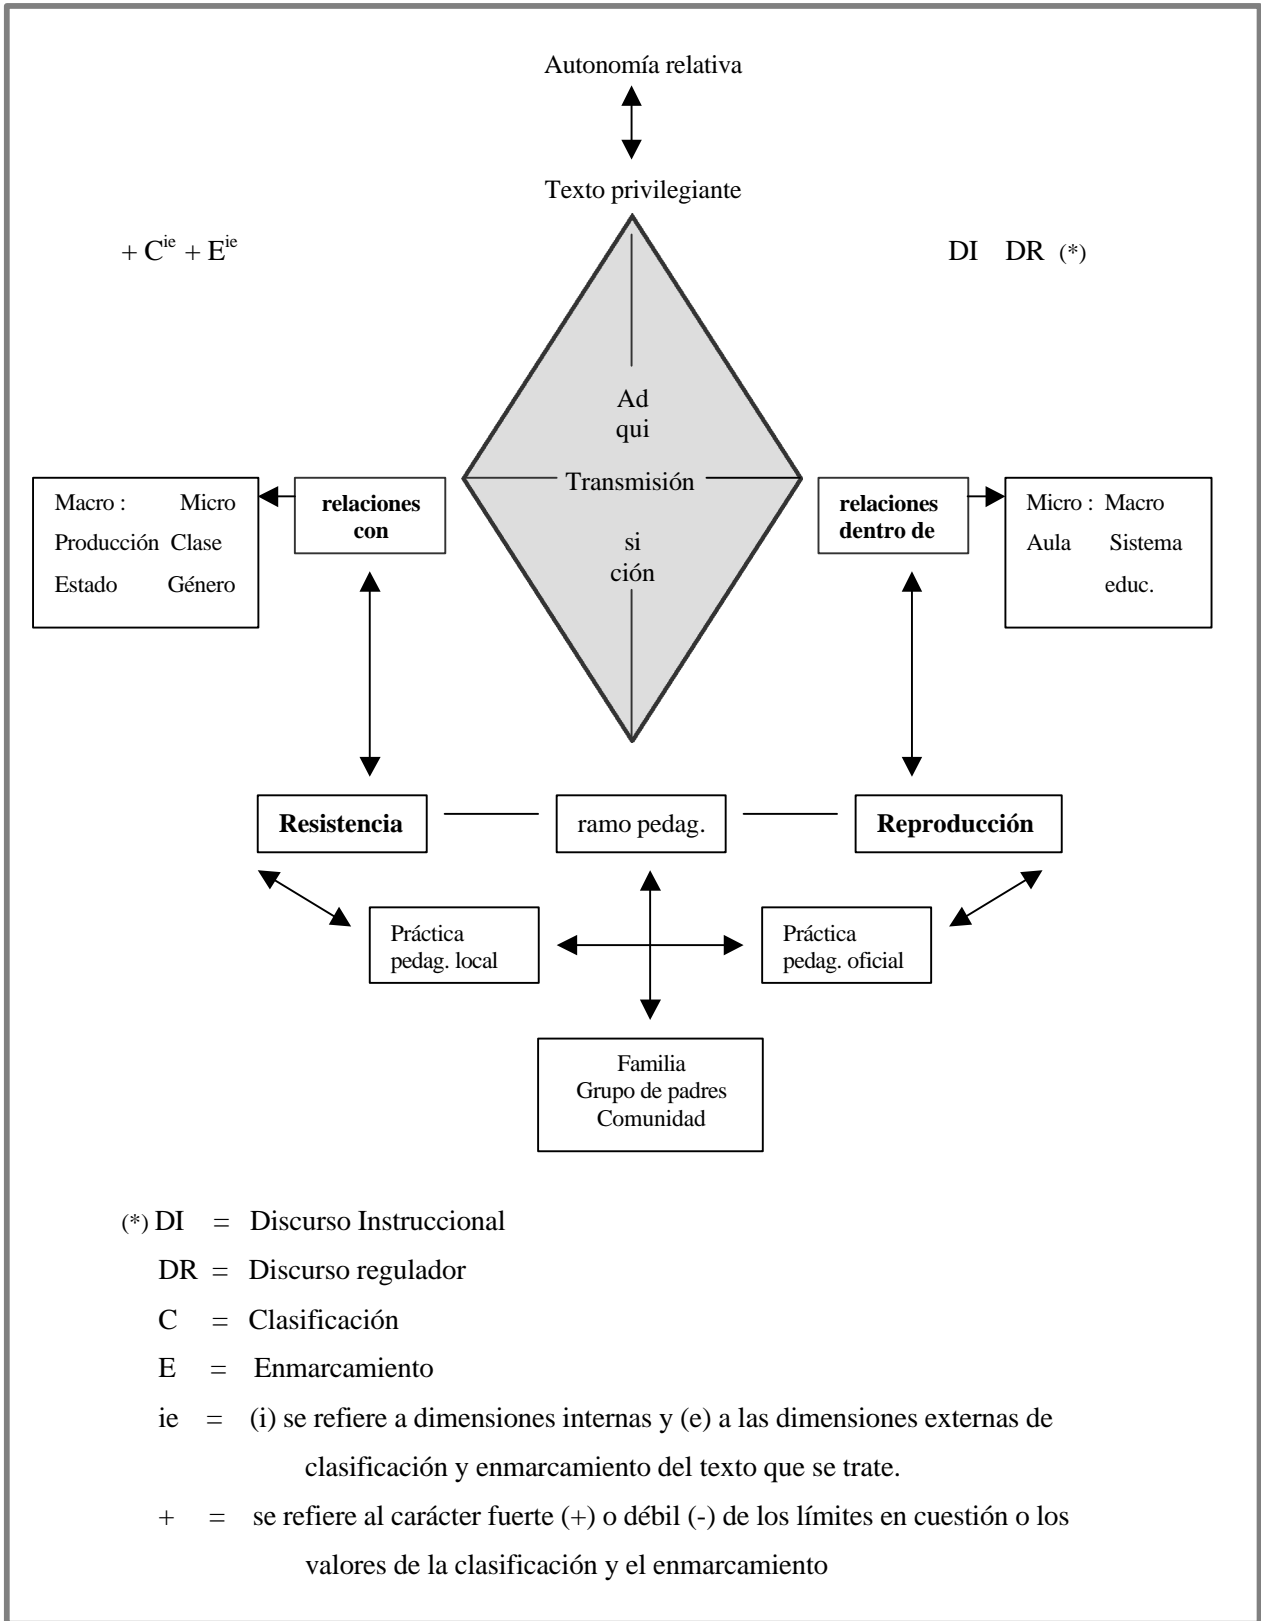 Autonomía relativa
Texto privilegiante
+ C^ie + E^ie
DI DR (*)
Ad
qui
Transmisión
si
ción
Macro : Micro
Producción Clase
Estado Género
relaciones
con
relaciones
dentro de
Micro : Macro
Aula Sistema
educ.
Resistencia
ramo pedag.
Reproducción
Práctica
pedag. local
Práctica
pedag. oficial
Familia
Grupo de padres
Comunidad
(*) DI = Discurso Instruccional
DR = Discurso regulador
C = Clasificación
E = Enmarcamiento
ie = (i) se refiere a dimensiones internas y (e) a las dimensiones externas de
clasificación y enmarcamiento del texto que se trate.
+ = se refiere al carácter fuerte (+) o débil (-) de los límites en cuestión o los
valores de la clasificación y el enmarcamiento